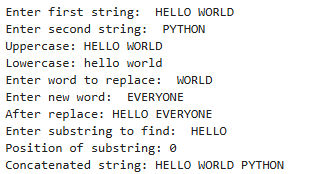 Enter first string:  HELLO WORLD
Enter second string:  PYTHON
Uppercase: HELLO WORLD
Lowercase: hello world
Enter word to replace:  WORLD
Enter new word:  EVERYONE
After replace: HELLO EVERYONE
Enter substring to find:  HELLO
Position of substring: 0
Concatenated string: HELLO WORLD PYTHON